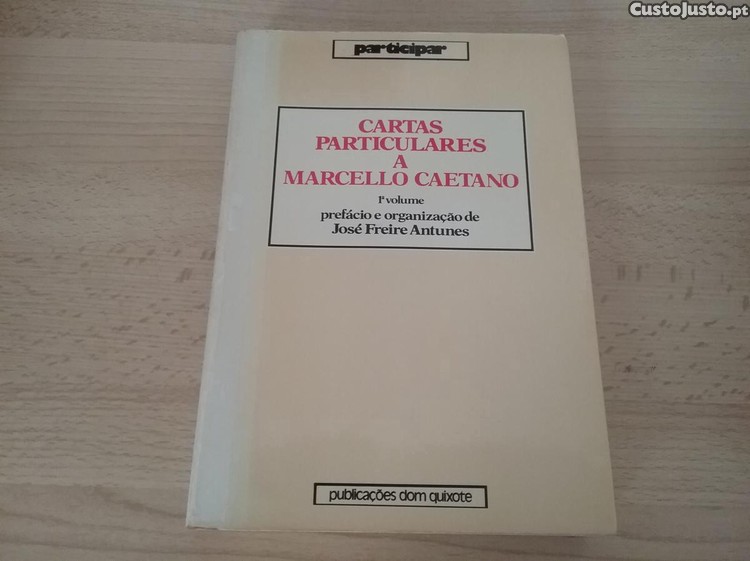 CustoJusto.pt
participar
CARTAS
PARTICULARES
A
MARCELLO CAETANO
1º volume
prefácio e organização de
José Freire Antunes
publicações dom quixote